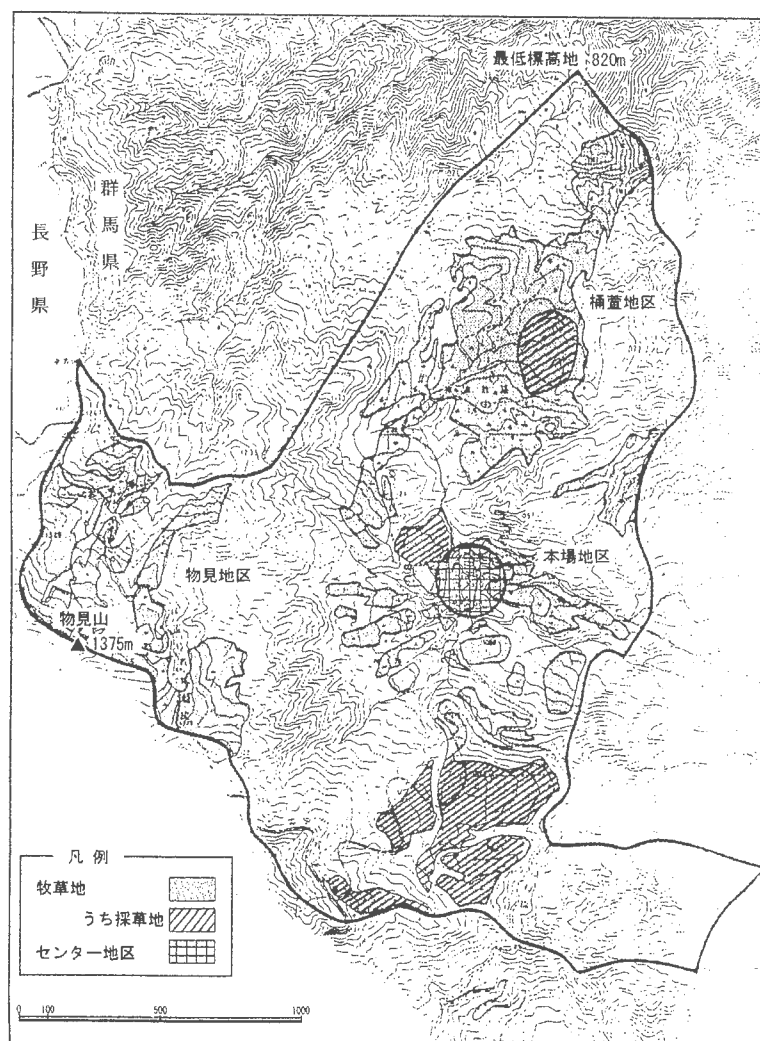 最低標高地 820m
群馬県
長野県
桶萱地区
物見地区
本場地区
物見山
1375m
凡例
牧草地
うち採草地
センター地区
0 100 500 1000